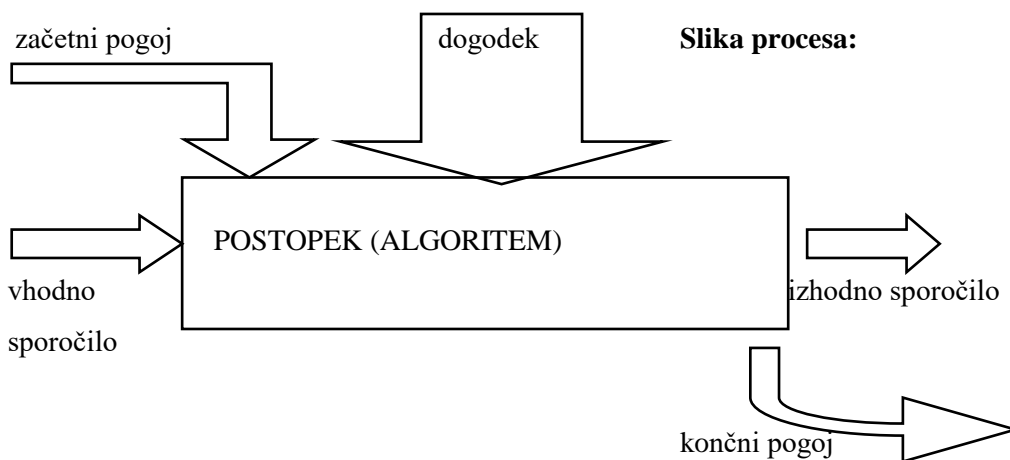 začetni pogoj
dogodek
Slika procesa:
POSTOPEK (ALGORITEM)
vhodno
sporočilo
izhodno sporočilo
končni pogoj